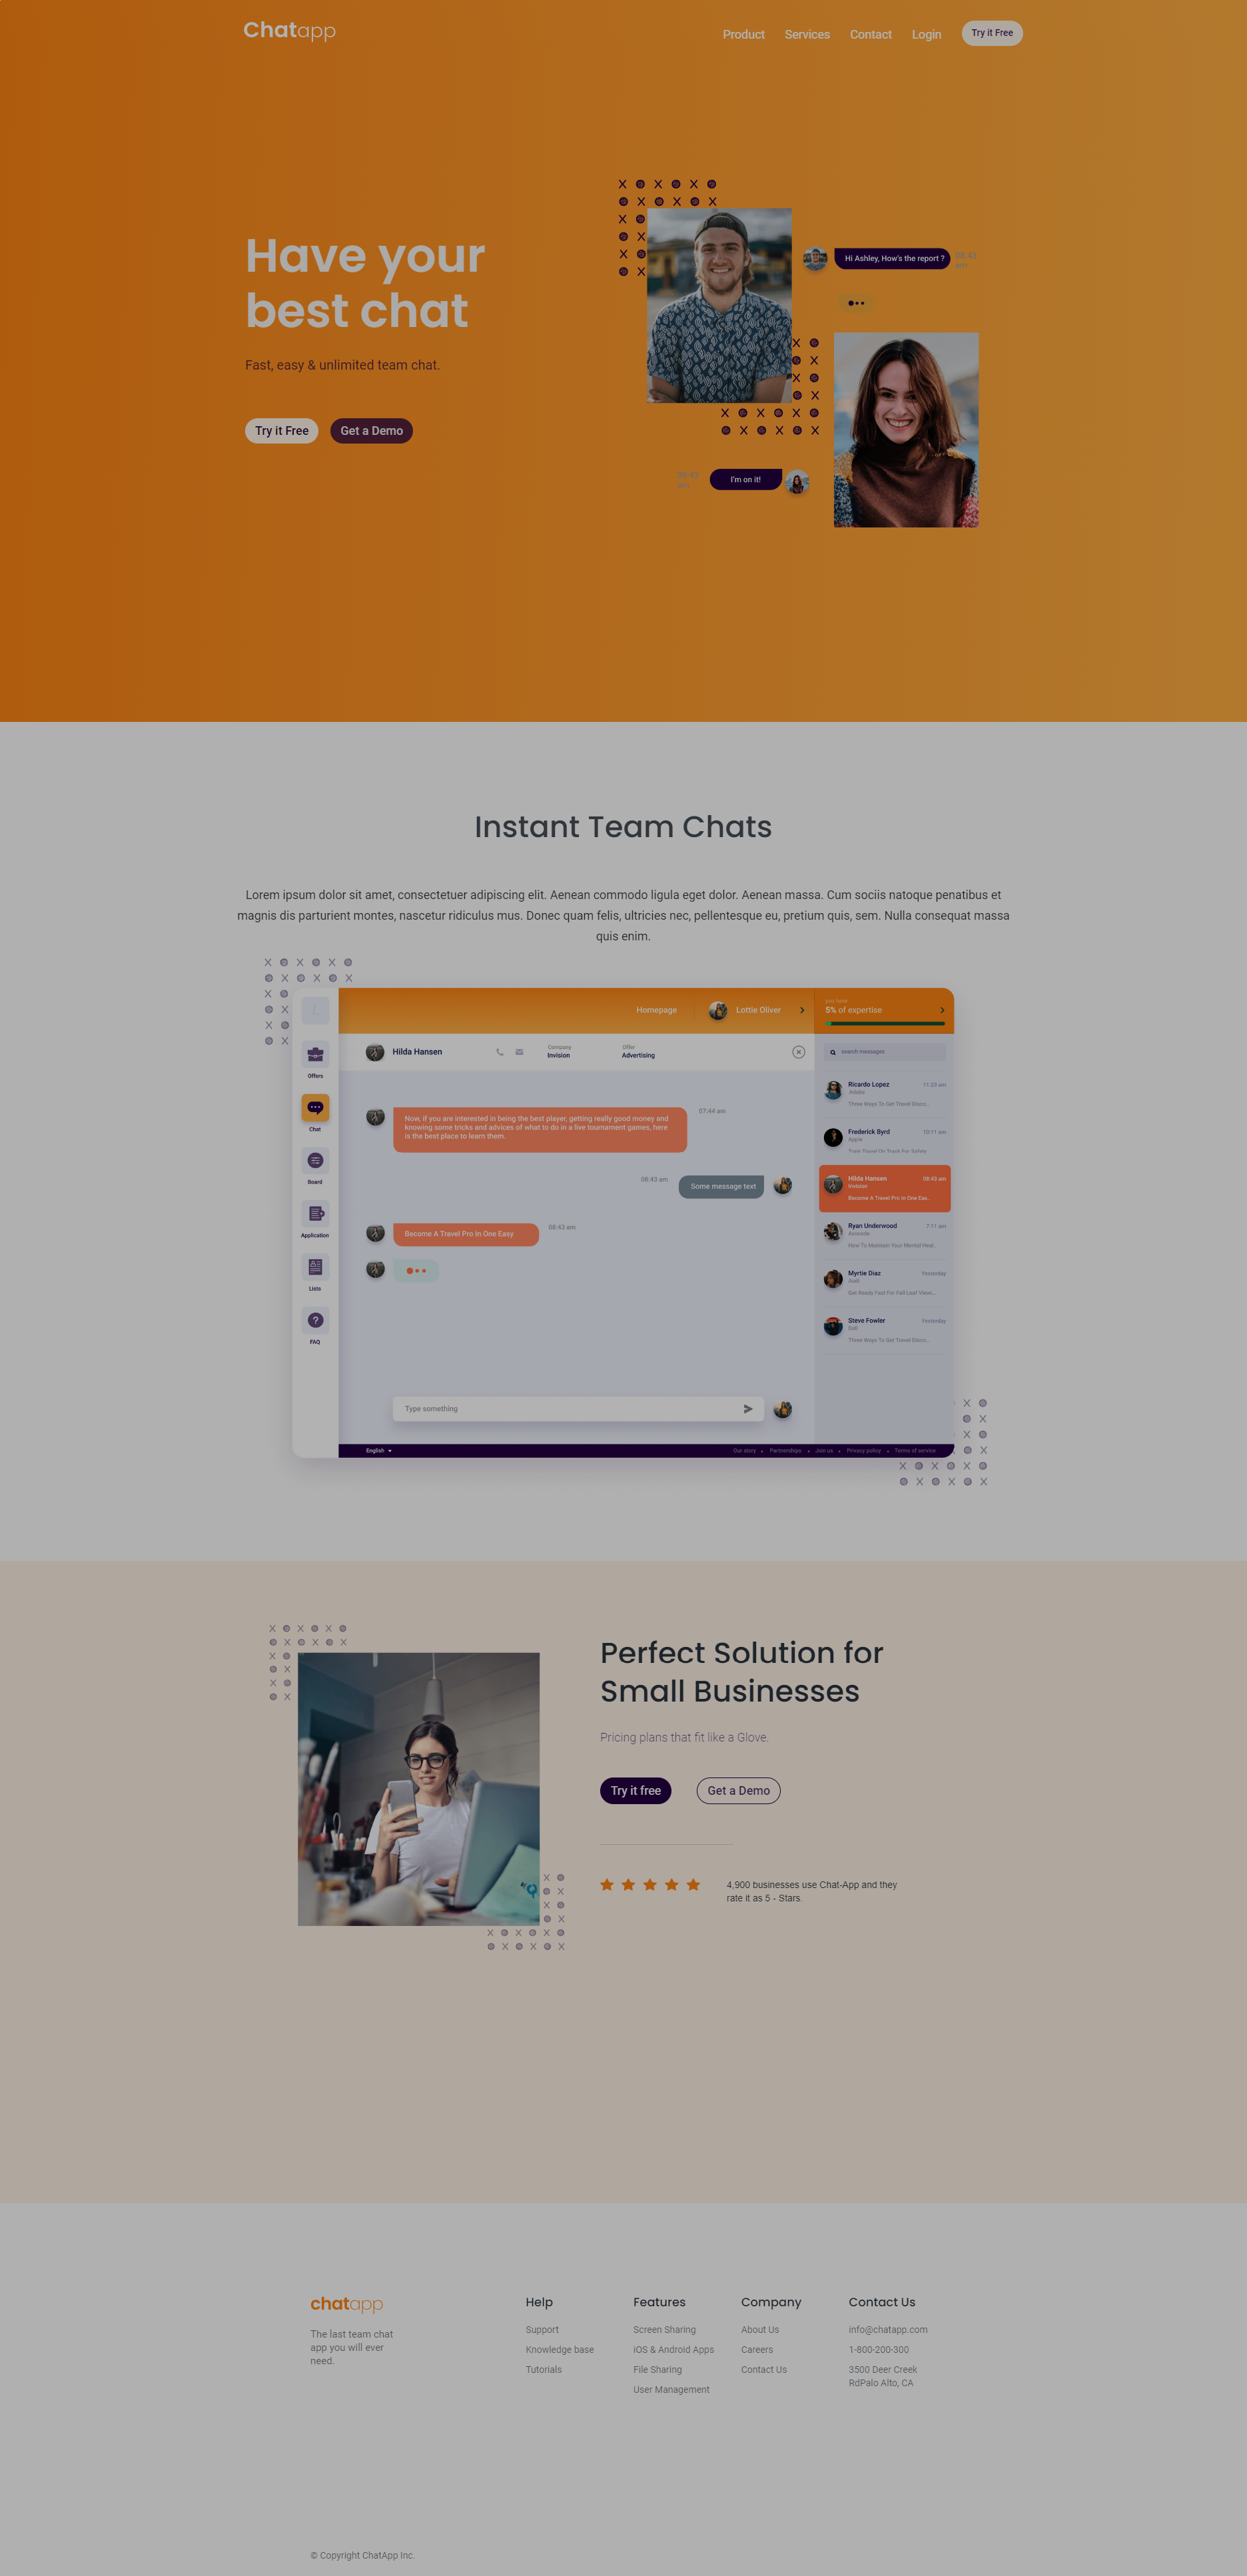 Chatapp
Product Services Contact Login Try it Free
Have your
best chat
Fast, easy & unlimited team chat.
Try it Free Get a Demo
Hi Ashley, How's the report ?
08:43
am
I'm on it!
Instant Team Chats
Lorem ipsum dolor sit amet, consectetuer adipiscing elit. Aenean commodo ligula eget dolor. Aenean massa. Cum sociis natoque penatibus et
magnis dis parturient montes, nascetur ridiculus mus. Donec quam felis, ultricies nec, pellentesque eu, pretium quis, sem. Nulla consequat massa
quis enim.
Homepage Lottie Oliver
you have
5% of expertise
Hilda Hansen
Company
Invision
Offer
Advertising
search messages
Offers
Chat
Board
Application
Lists
FAQ
Now, if you are interested in being the best player, getting really good money and
knowing some tricks and advices of what to do in a live tournament games, here
is the best place to learn them.
07:44 am
08:43 am
Some message text
Become A Travel Pro In One Easy
08:43 am
Type something
Ricardo Lopez 11:23 am
Adobe
Three Ways To Get Travel Disco...
Frederick Byrd 10:11 am
Apple
Train Travel On Track For Safety
Hilda Hansen 08:43 am
Invision
Become A Travel Pro In One Eas..
Ryan Underwood 7:11 am
Avocode
How To Maintain Your Mental Heal..
Myrtie Diaz Yesterday
Audi
Get Ready Fast For Fall Leaf Viewi...
Steve Fowler Yesterday
Three Ways To Get Travel Disco...
English
Our story Partnerships Join us Privacy policy Terms of service
Perfect Solution for
Small Businesses
Pricing plans that fit like a Glove.
Try it free Get a Demo
4,900 businesses use Chat-App and they
rate it as 5 - Stars.
chatapp
The last team chat
app you will ever
need.
Help
Support
Knowledge base
Tutorials
Features
Screen Sharing
iOS & Android Apps
File Sharing
User Management
Company
About Us
Careers
Contact Us
Contact Us
info@chatapp.com
1-800-200-300
3500 Deer Creek
RdPalo Alto, CA
© Copyright ChatApp Inc.